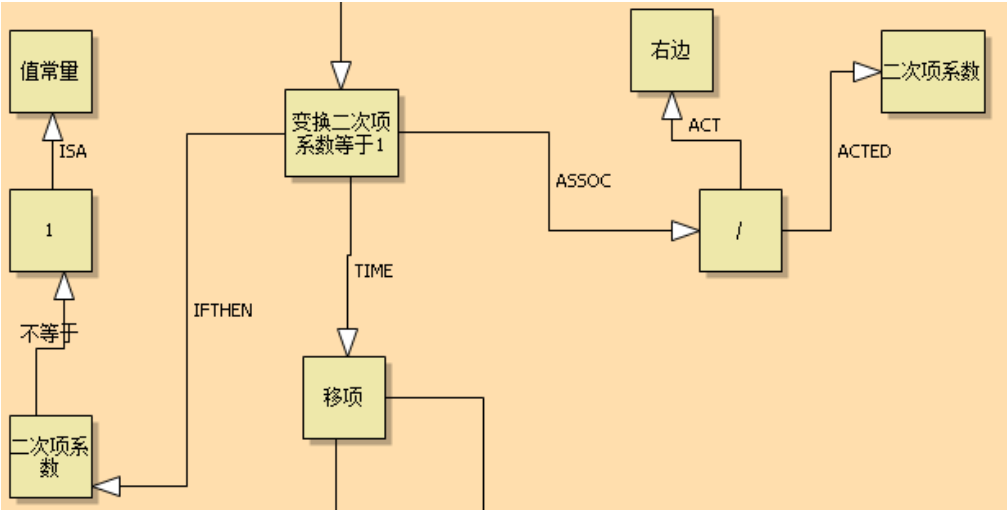 值常量
右边
二次项系数
变换二次项
系数等于1
ISA
ACT
ACTED
ASSOC
1
/
TIME
IFTHEN
不等于
移项
二次项系
数